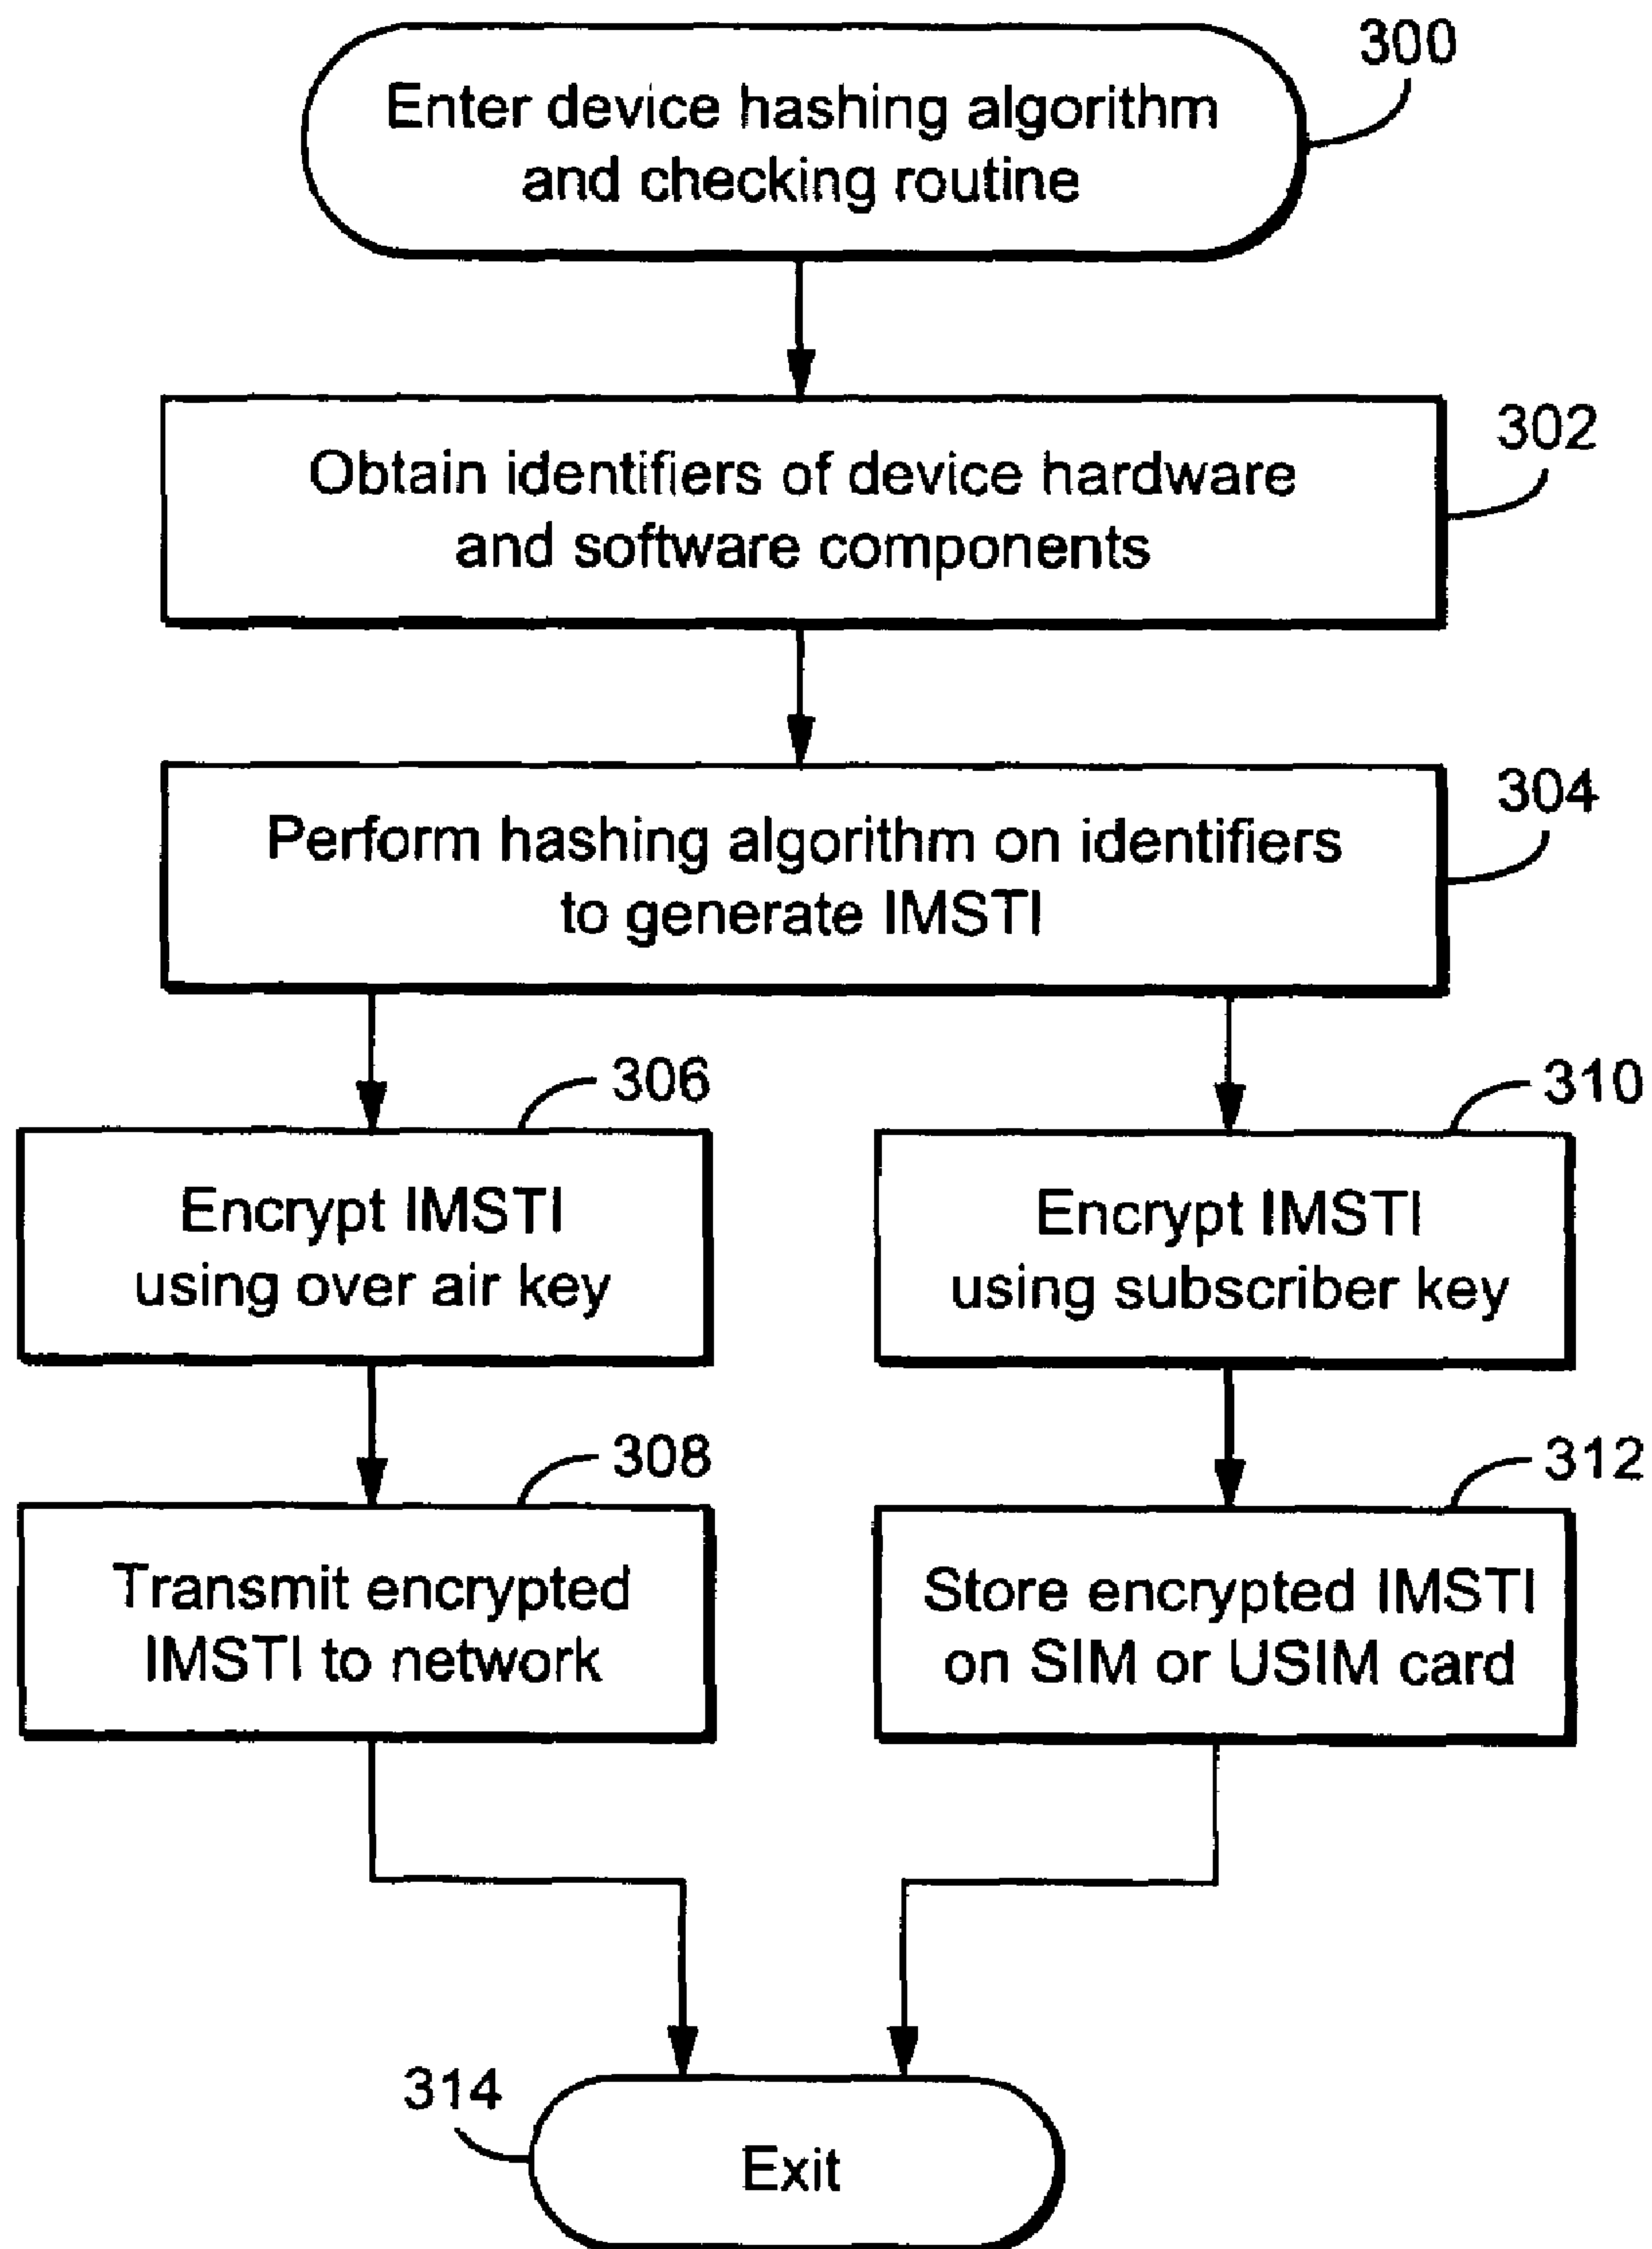 300
Enter device hashing algorithm
and checking routine
302
Obtain identifiers of device hardware
and software components
304
Perform hashing algorithm on identifiers
to generate IMSTI
306
Encrypt IMSTI
using over air key
310
Encrypt IMSTI
using subscriber key
308
Transmit encrypted
IMSTI to network
312
Store encrypted IMSTI
on SIM or USIM card
314
Exit